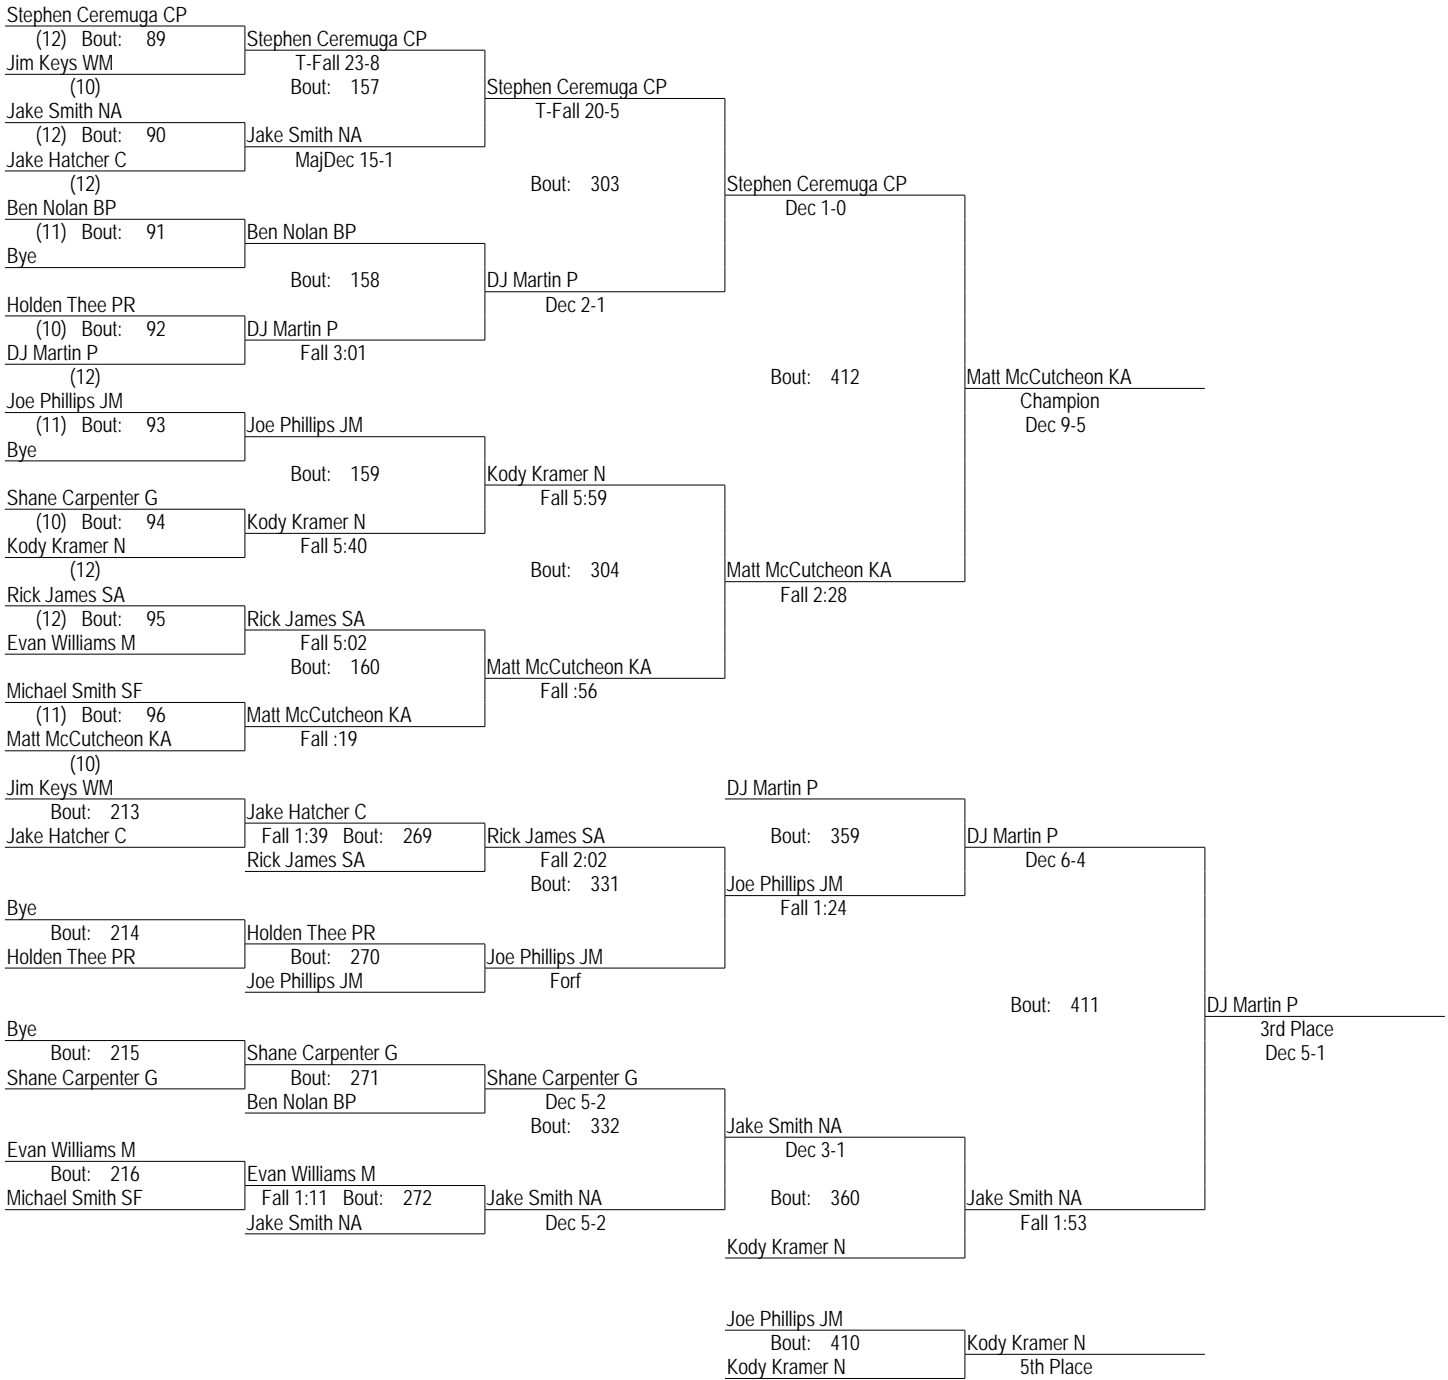 Stephen Ceremuga CP
(12) Bout: 89
Stephen Ceremuga CP
Jim Keys WM
T-Fall 23-8
(10)
Bout: 157
Stephen Ceremuga CP
Jake Smith NA
T-Fall 20-5
(12) Bout: 90
Jake Smith NA
Jake Hatcher C
MajDec 15-1
(12)
Bout: 303
Stephen Ceremuga CP
Ben Nolan BP
Dec 1-0
(11) Bout: 91
Ben Nolan BP
Bye
Bout: 158
DJ Martin P
Holden Thee PR
Dec 2-1
(10) Bout: 92
DJ Martin P
DJ Martin P
Fall 3:01
(12)
Bout: 412
Matt McCutcheon KA
Joe Phillips JM
Champion
(11) Bout: 93
Joe Phillips JM
Dec 9-5
Bye
Bout: 159
Kody Kramer N
Shane Carpenter G
Fall 5:59
(10) Bout: 94
Kody Kramer N
Kody Kramer N
Fall 5:40
(12)
Bout: 304
Matt McCutcheon KA
Rick James SA
Fall 2:28
(12) Bout: 95
Rick James SA
Evan Williams M
Fall 5:02
Bout: 160
Matt McCutcheon KA
Michael Smith SF
Fall :56
(11) Bout: 96
Matt McCutcheon KA
Matt McCutcheon KA
Fall :19
(10)
Jim Keys WM
DJ Martin P
Bout: 213
Jake Hatcher C
Jake Hatcher C
Fall 1:39 Bout: 269
Rick James SA
Bout: 359
DJ Martin P
Rick James SA
Fall 2:02
Dec 6-4
Bout: 331
Joe Phillips JM
Bye
Fall 1:24
Bout: 214
Holden Thee PR
Holden Thee PR
Bout: 270
Joe Phillips JM
Joe Phillips JM
Forf
Bout: 411
DJ Martin P
Bye
3rd Place
Bout: 215
Shane Carpenter G
Dec 5-1
Shane Carpenter G
Bout: 271
Shane Carpenter G
Ben Nolan BP
Dec 5-2
Bout: 332
Jake Smith NA
Evan Williams M
Dec 3-1
Bout: 216
Evan Williams M
Michael Smith SF
Fall 1:11 Bout: 272
Jake Smith NA
Bout: 360
Jake Smith NA
Jake Smith NA
Dec 5-2
Fall 1:53
Kody Kramer N
Joe Phillips JM
Bout: 410
Kody Kramer N
Kody Kramer N
5th Place